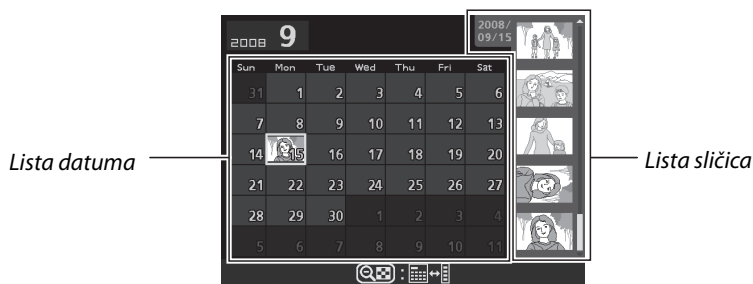 2008 9
2008/
09/15
Sun Mon Tue Wed Thu Fri Sat
31 1 2 3 4 5 6
7 8 9 10 11 12 13
14 15 16 17 18 19 20
21 22 23 24 25 26 27
28 29 30 1 2 3 4
5 6 7 8 9 10 11
Lista datuma
Lista sličica
: